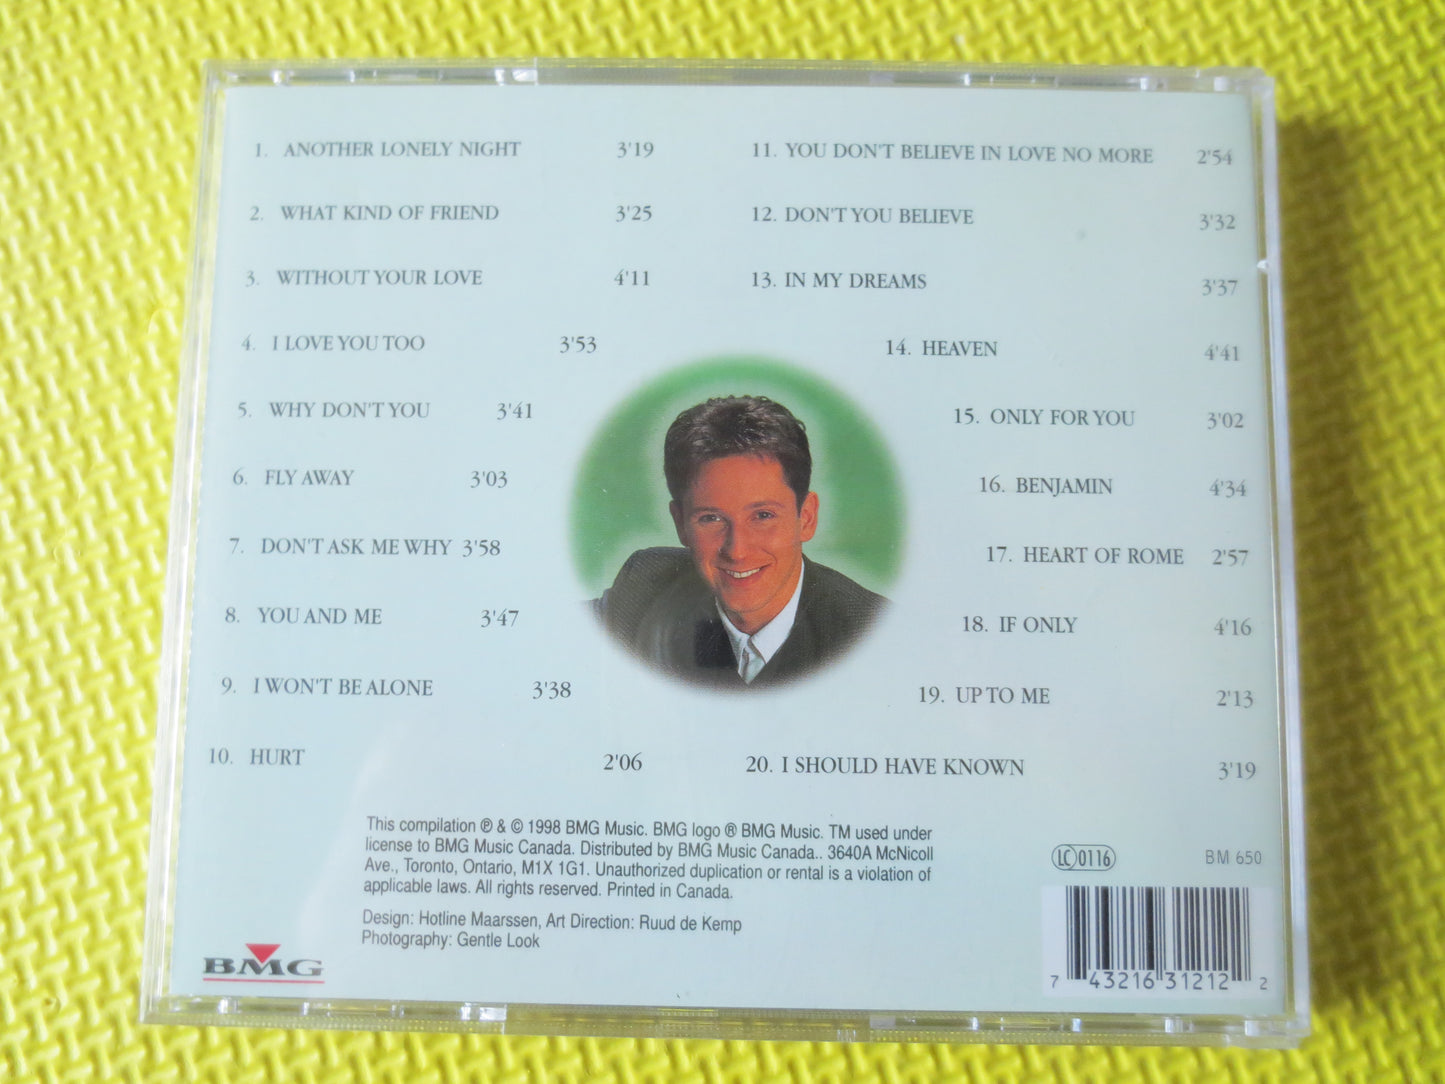 1. ANOTHER LONELY NIGHT 3'19
2. WHAT KIND OF FRIEND 3'25
3. WITHOUT YOUR LOVE 4'11
4. I LOVE YOU TOO 3'53
5. WHY DON'T YOU 3'41
6. FLY AWAY 3'03
7. DON'T ASK ME WHY 3'58
8. YOU AND ME 3'47
9. I WON'T BE ALONE 3'38
10. HURT 2'06
11. YOU DON'T BELIEVE IN LOVE NO MORE 2'54
12. DON'T YOU BELIEVE 3'32
13. IN MY DREAMS 3'37
14. HEAVEN 4'41
15. ONLY FOR YOU 3'02
16. BENJAMIN 4'34
17. HEART OF ROME 2'57
18. IF ONLY 4'16
19. UP TO ME 2'13
20. I SHOULD HAVE KNOWN 3'19
This compilation ℗ & © 1998 BMG Music. BMG logo ® BMG Music. TM used under
license to BMG Music Canada. Distributed by BMG Music Canada.. 3640A McNicoll
Ave., Toronto, Ontario, M1X 1G1. Unauthorized duplication or rental is a violation of
applicable laws. All rights reserved. Printed in Canada.
Design: Hotline Maarssen, Art Direction: Ruud de Kemp
Photography: Gentle Look
BMG
LC 0116
BM 650
7 43216 31212 2